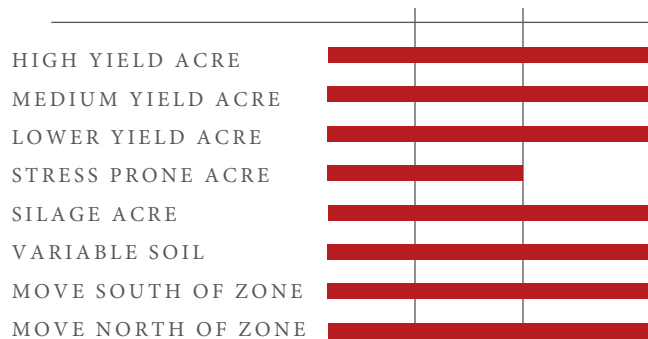 HIGH YIELD ACRE
MEDIUM YIELD ACRE
LOWER YIELD ACRE
STRESS PRONE ACRE
SILAGE ACRE
VARIABLE SOIL
MOVE SOUTH OF ZONE
MOVE NORTH OF ZONE